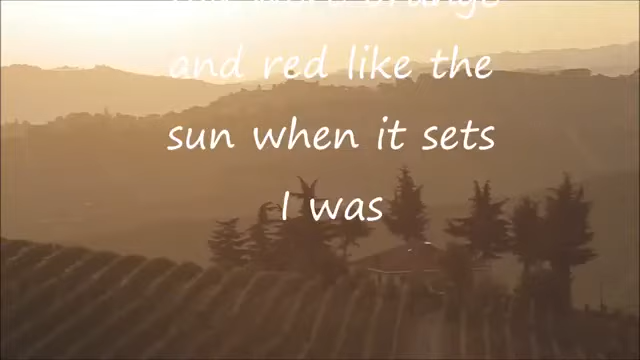 and red like the
sun when it sets
I was